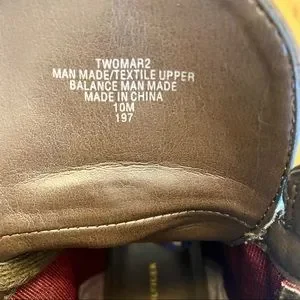 TWOMAR2
MAN MADE/TEXTILE UPPER
BALANCE MAN MADE
MADE IN CHINA
10M
197